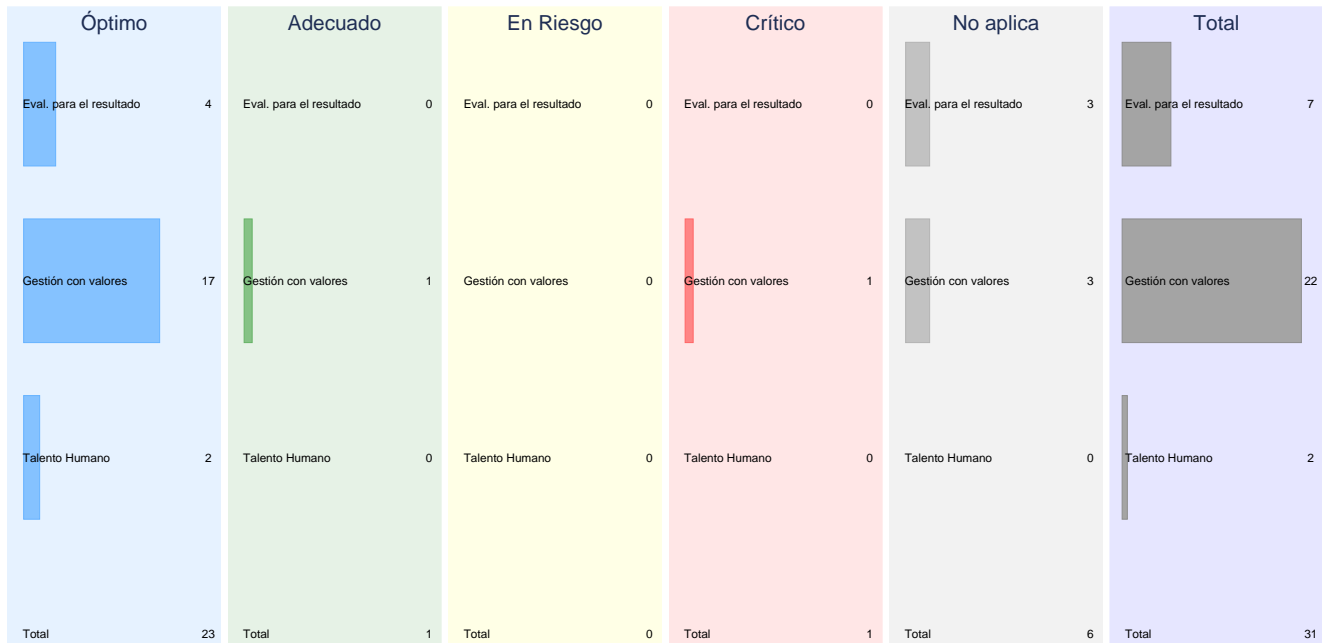 Óptimo Adecuado En Riesgo Crítico No aplica Total
Eval. para el resultado 4 Eval. para el resultado 0 Eval. para el resultado 0 Eval. para el resultado 0 Eval. para el resultado 3 Eval. para el resultado 7
Gestión con valores 17 Gestión con valores 1 Gestión con valores 0 Gestión con valores 1 Gestión con valores 3 Gestión con valores 22
Talento Humano 2 Talento Humano 0 Talento Humano 0 Talento Humano 0 Talento Humano 0 Talento Humano 2
Total 23 Total 1 Total 0 Total 1 Total 6 Total 31